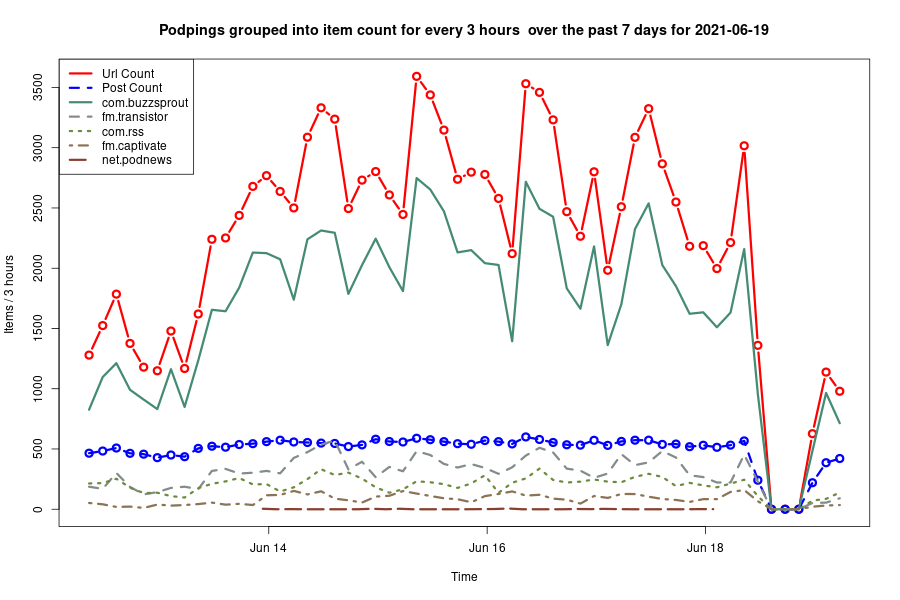 Podpings grouped into item count for every 3 hours  over the past 7 days for 2021-06-19
Url Count
Post Count
com.buzzsprout
fm.transistor
com.rss
fm.captivate
net.podnews
Items / 3 hours
3500
3000
2500
2000
1500
1000
500
0
Jun 14
Jun 16
Jun 18
Time